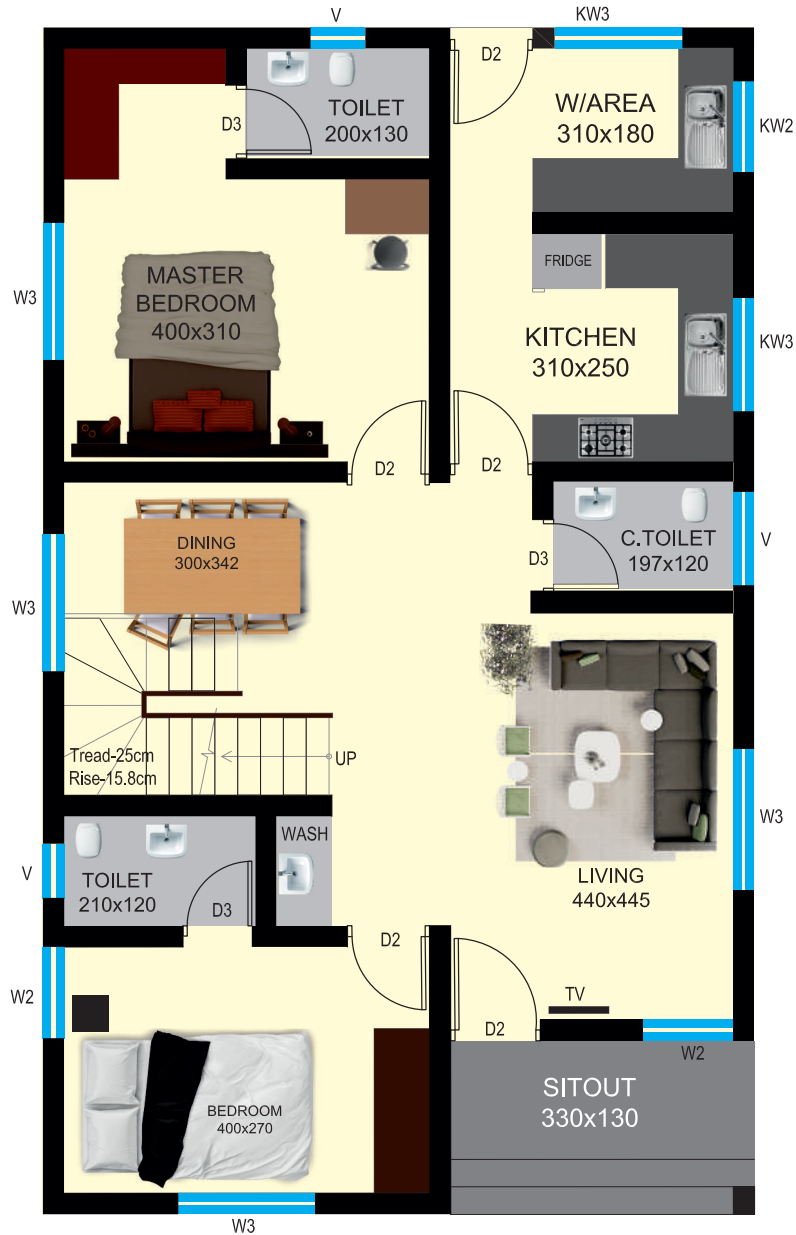 V
KW3
D2
TOILET
200x130
D3
W/AREA
310x180
KW2
FRIDGE
W3
MASTER
BEDROOM
400x310
KITCHEN
310x250
KW3
D2
D2
DINING
300x342
C.TOILET
197x120
D3
V
W3
Tread-25cm
Rise-15.8cm
UP
W3
WASH
V
TOILET
210x120
D3
LIVING
440x445
D2
W2
TV
D2
W2
SITOUT
330x130
BEDROOM
400x270
W3